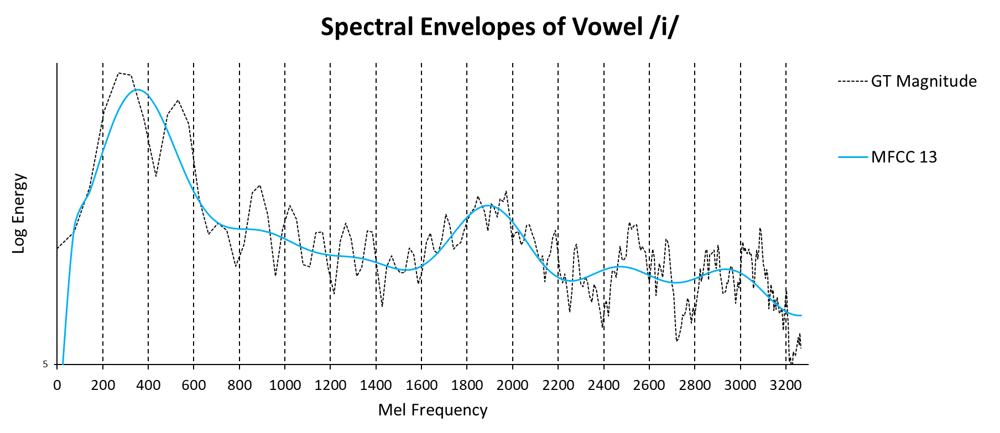 Spectral Envelopes of Vowel /i/
GT Magnitude
MFCC 13
Log Energy
5
0 200 400 600 800 1000 1200 1400 1600 1800 2000 2200 2400 2600 2800 3000 3200
Mel Frequency